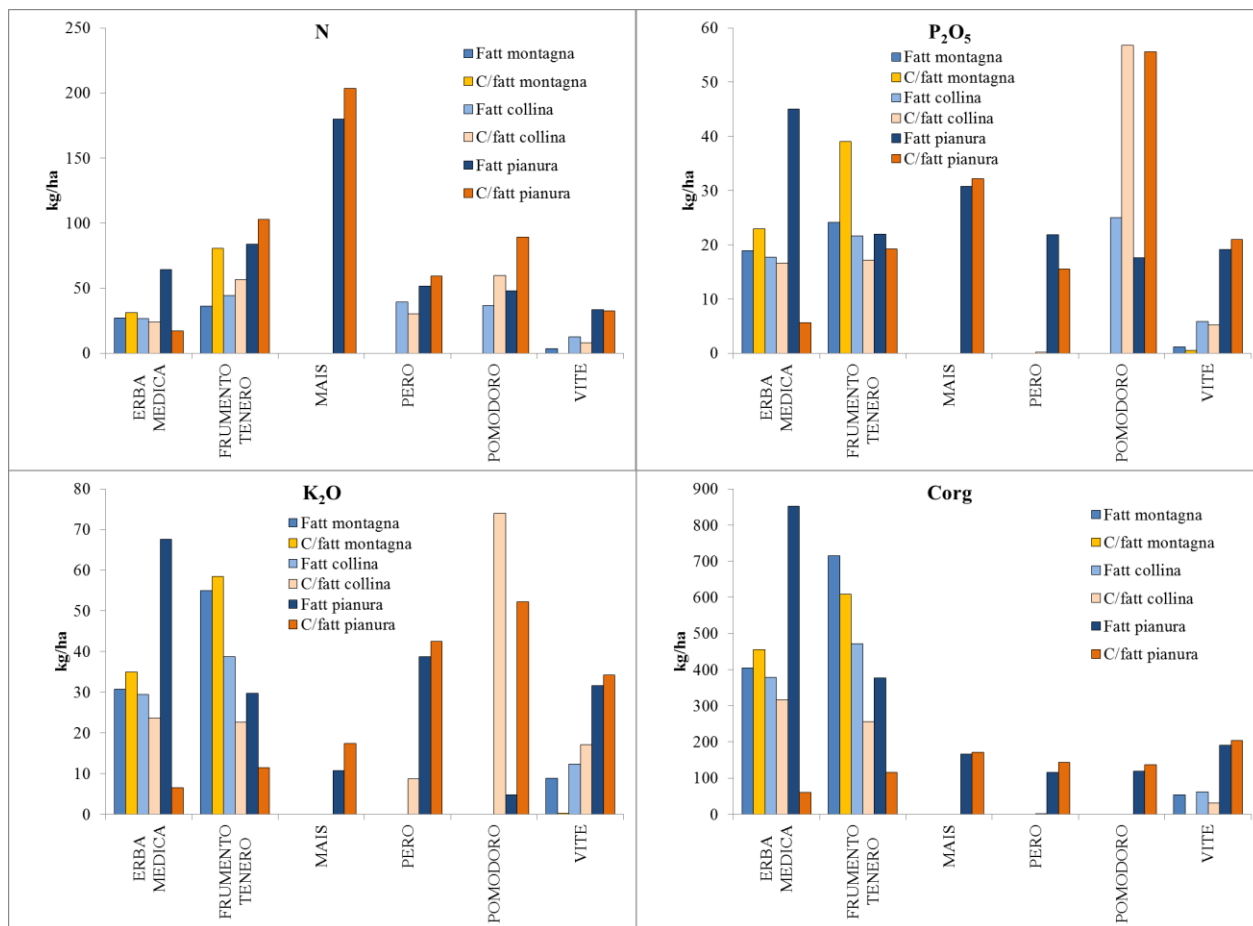 N
250
200
150
100
50
0
kg/ha
Fatt montagna
C/fatt montagna
Fatt collina
C/fatt collina
Fatt pianura
C/fatt pianura
ERBA
MEDICA
FRUMENTO
TENERO
MAIS
PERO
POMODORO
VITE
P₂O₅
60
50
40
30
20
10
0
kg/ha
Fatt montagna
C/fatt montagna
Fatt collina
C/fatt collina
Fatt pianura
C/fatt pianura
ERBA
MEDICA
FRUMENTO
TENERO
MAIS
PERO
POMODORO
VITE
K₂O
80
70
60
50
40
30
20
10
0
kg/ha
Fatt montagna
C/fatt montagna
Fatt collina
C/fatt collina
Fatt pianura
C/fatt pianura
ERBA
MEDICA
FRUMENTO
TENERO
MAIS
PERO
POMODORO
VITE
Corg
900
800
700
600
500
400
300
200
100
0
kg/ha
Fatt montagna
C/fatt montagna
Fatt collina
C/fatt collina
Fatt pianura
C/fatt pianura
ERBA
MEDICA
FRUMENTO
TENERO
MAIS
PERO
POMODORO
VITE